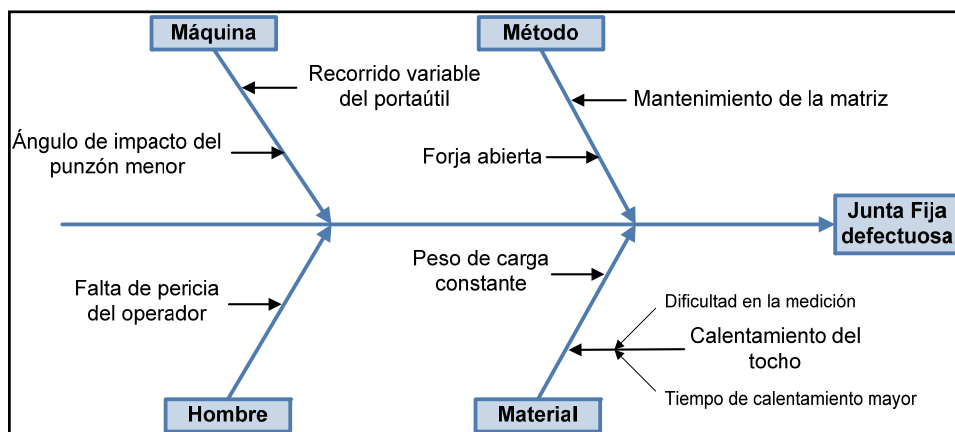 Máquina
Método
Recorrido variable
del portaútil
Mantenimiento de la matriz
Ángulo de impacto del
punzón menor
Forja abierta
Junta Fija
defectuosa
Peso de carga
constante
Falta de pericia
del operador
Dificultad en la medición
Calentamiento del
tocho
Tiempo de calentamiento mayor
Hombre
Material